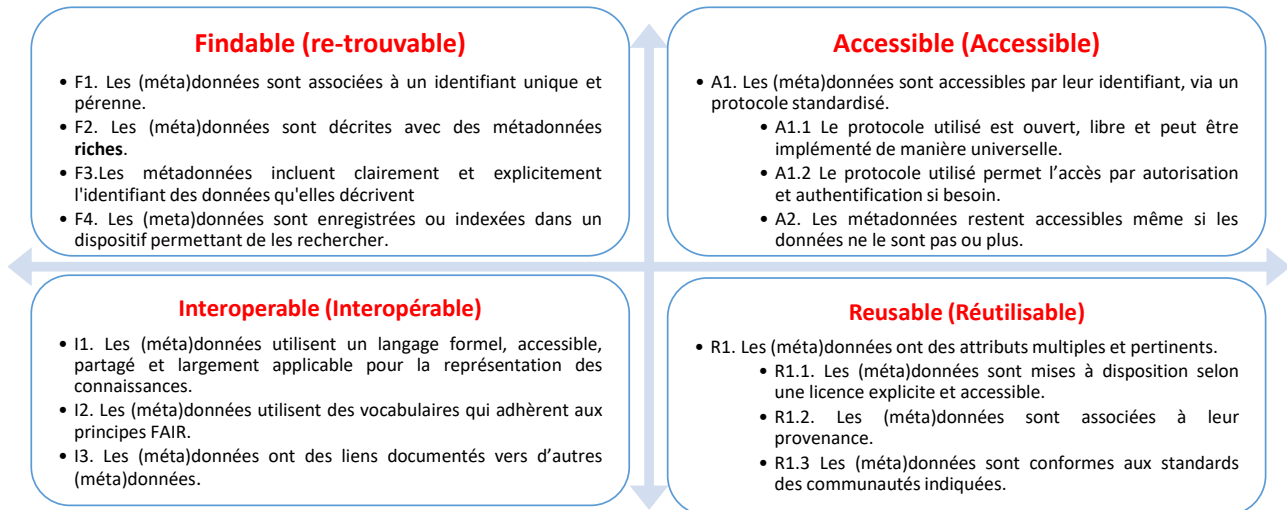 Findable (re-trouvable)
• F1. Les (méta)données sont associées à un identifiant unique et
pérenne.
• F2. Les (méta)données sont décrites avec des métadonnées
riches.
• F3.Les métadonnées incluent clairement et explicitement
l'identifiant des données qu'elles décrivent
• F4. Les (meta)données sont enregistrées ou indexées dans un
dispositif permettant de les rechercher.
Accessible (Accessible)
• A1. Les (méta)données sont accessibles par leur identifiant, via un
protocole standardisé.
• A1.1 Le protocole utilisé est ouvert, libre et peut être
implémenté de manière universelle.
• A1.2 Le protocole utilisé permet l’accès par autorisation
et authentification si besoin.
• A2. Les métadonnées restent accessibles même si les
données ne le sont pas ou plus.
Interoperable (Interopérable)
• I1. Les (méta)données utilisent un langage formel, accessible,
partagé et largement applicable pour la représentation des
connaissances.
• I2. Les (méta)données utilisent des vocabulaires qui adhèrent aux
principes FAIR.
• I3. Les (méta)données ont des liens documentés vers d’autres
(méta)données.
Reusable (Réutilisable)
• R1. Les (méta)données ont des attributs multiples et pertinents.
• R1.1. Les (méta)données sont mises à disposition selon
une licence explicite et accessible.
• R1.2. Les (méta)données sont associées à leur
provenance.
• R1.3 Les (méta)données sont conformes aux standards
des communautés indiquées.